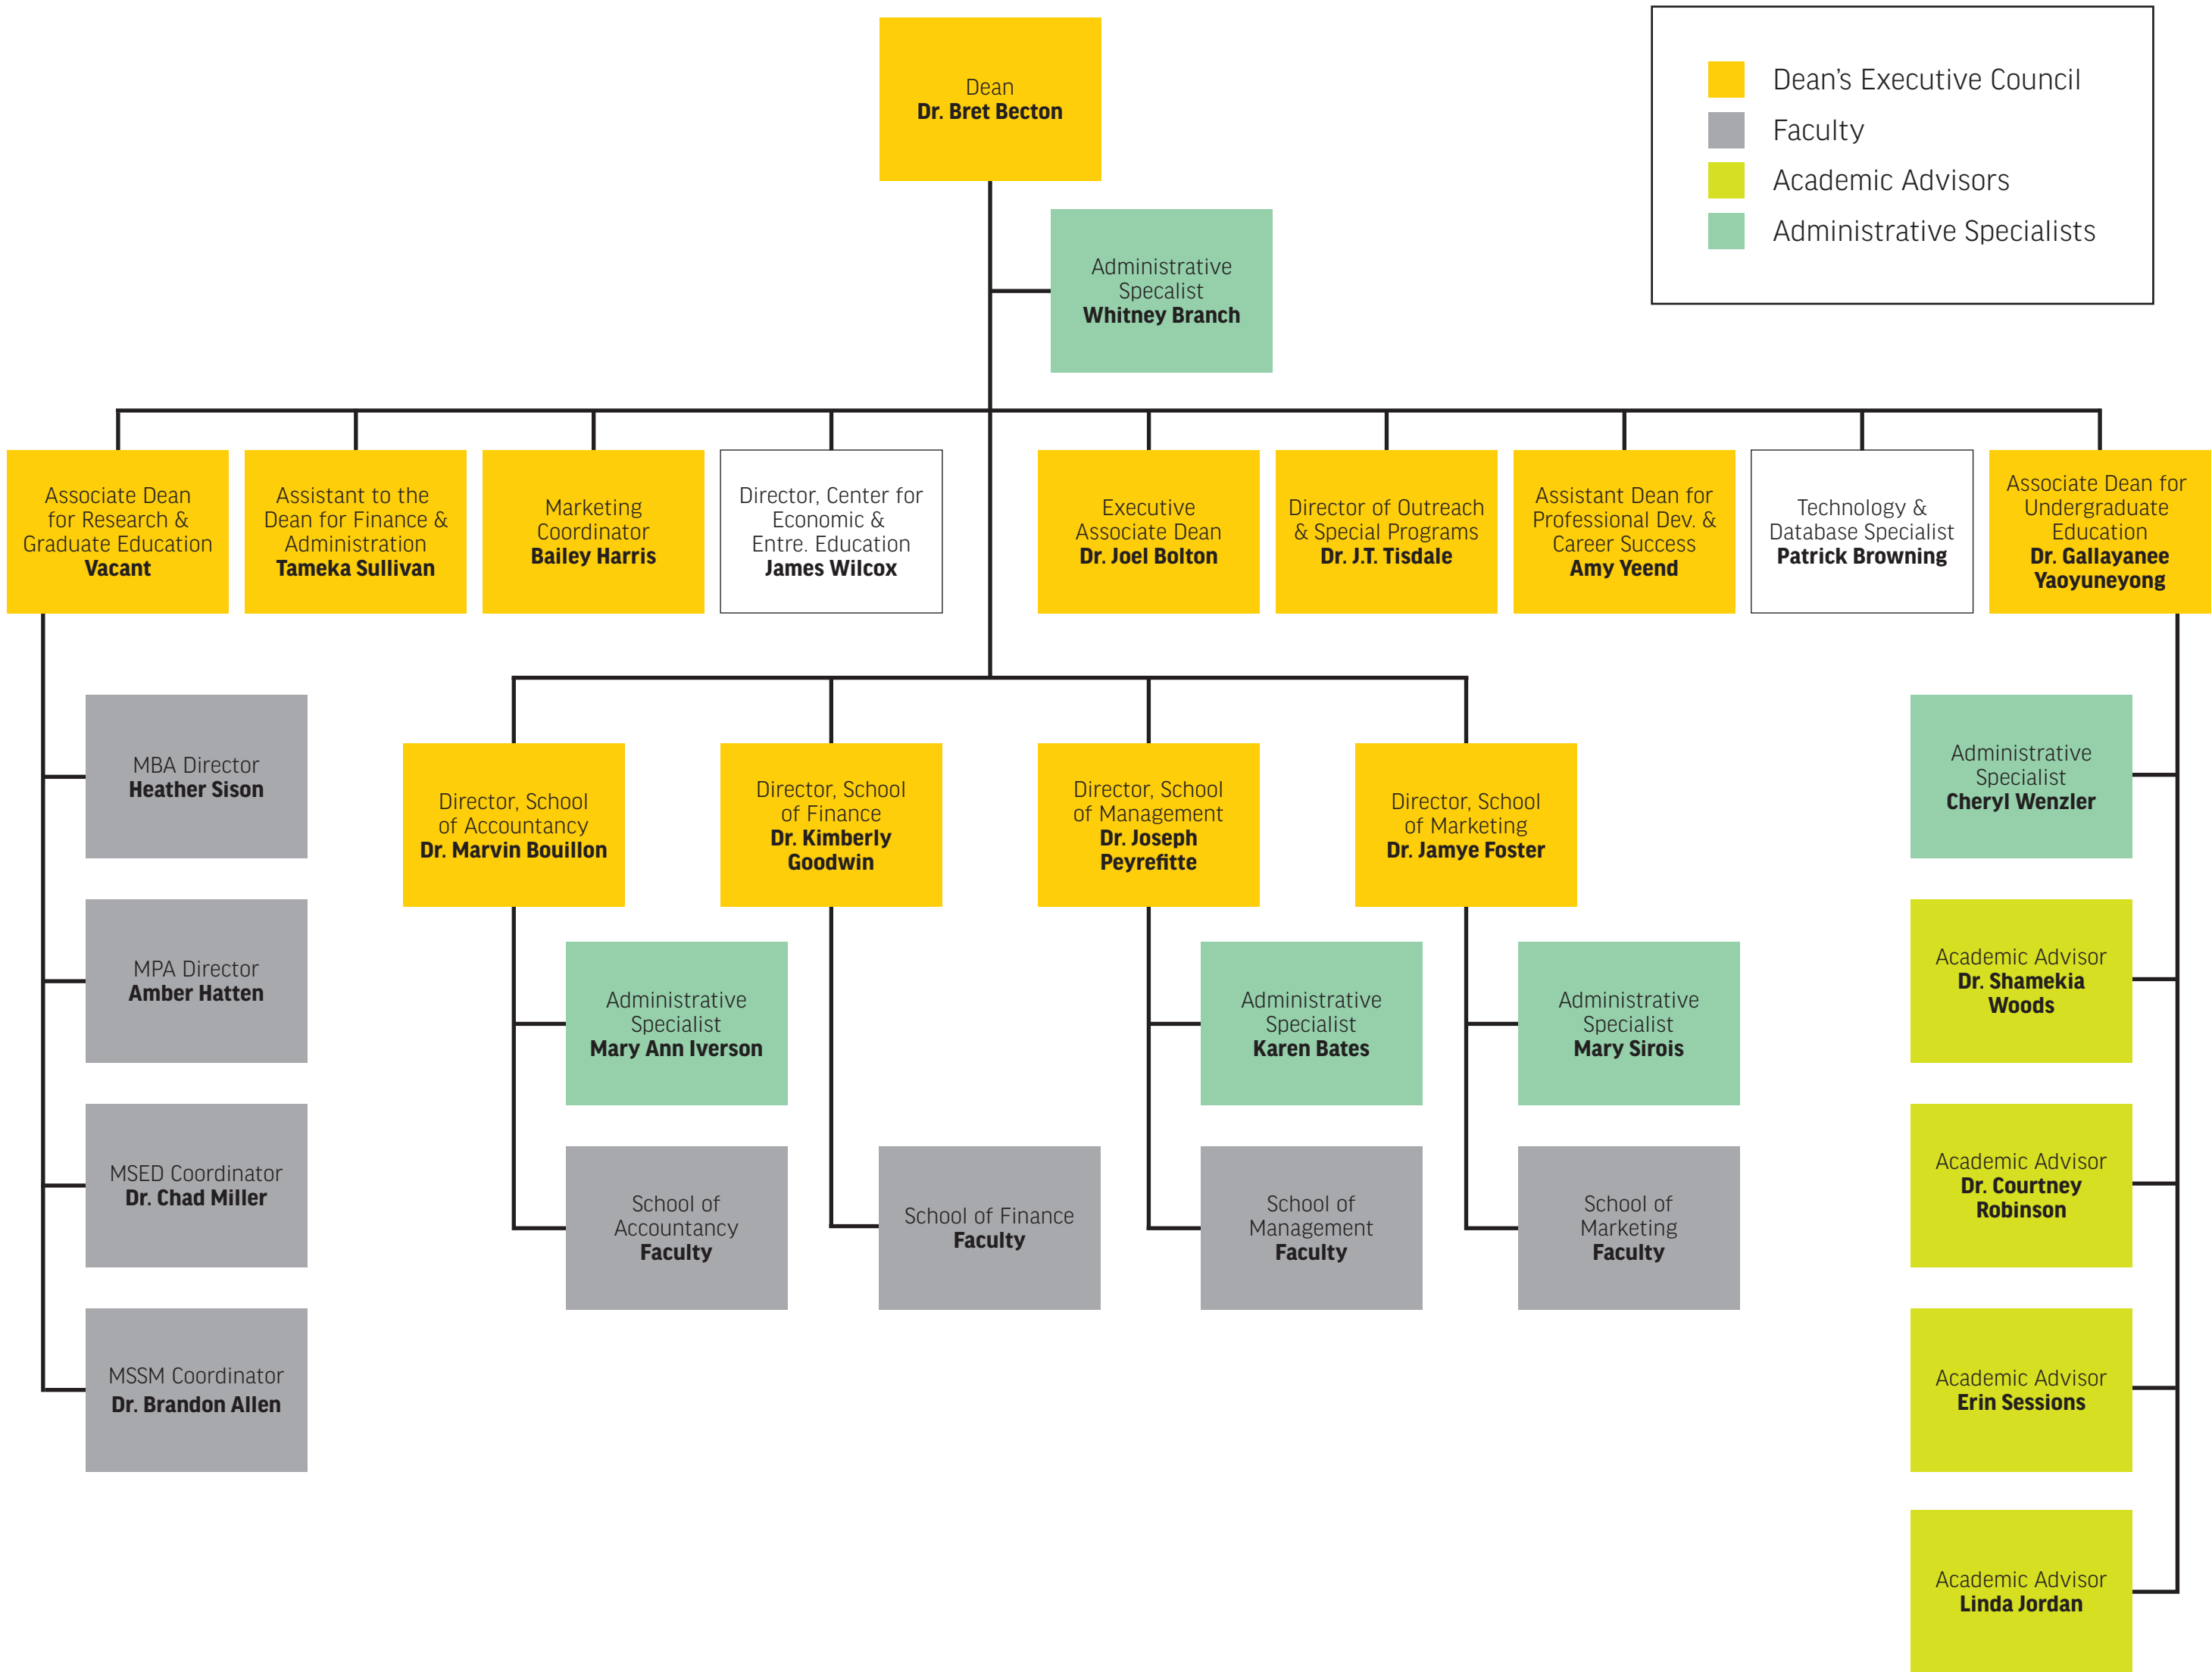 Dean
Dr. Bret Becton
Dean's Executive Council
Faculty
Academic Advisors
Administrative Specialists
Administrative
Specalist
Whitney Branch
Associate Dean
for Research &
Graduate Education
Vacant
Assistant to the
Dean for Finance &
Administration
Tameka Sullivan
Marketing
Coordinator
Bailey Harris
Director, Center for
Economic &
Entre. Education
James Wilcox
Executive
Associate Dean
Dr. Joel Bolton
Director of Outreach
& Special Programs
Dr. J.T. Tisdale
Assistant Dean for
Professional Dev. &
Career Success
Amy Yeend
Technology &
Database Specialist
Patrick Browning
Associate Dean for
Undergraduate
Education
Dr. Gallayanee
Yaoyuneyong
MBA Director
Heather Sison
MPA Director
Amber Hatten
MSED Coordinator
Dr. Chad Miller
MSSM Coordinator
Dr. Brandon Allen
Director, School
of Accountancy
Dr. Marvin Bouillon
Director, School
of Finance
Dr. Kimberly
Goodwin
Director, School
of Management
Dr. Joseph
Peyrefitte
Director, School
of Marketing
Dr. Jamye Foster
Administrative
Specialist
Mary Ann Iverson
Administrative
Specialist
Karen Bates
Administrative
Specialist
Mary Sirois
School of
Accountancy
Faculty
School of Finance
Faculty
School of
Management
Faculty
School of
Marketing
Faculty
Administrative
Specialist
Cheryl Wenzler
Academic Advisor
Dr. Shamekia
Woods
Academic Advisor
Dr. Courtney
Robinson
Academic Advisor
Erin Sessions
Academic Advisor
Linda Jordan